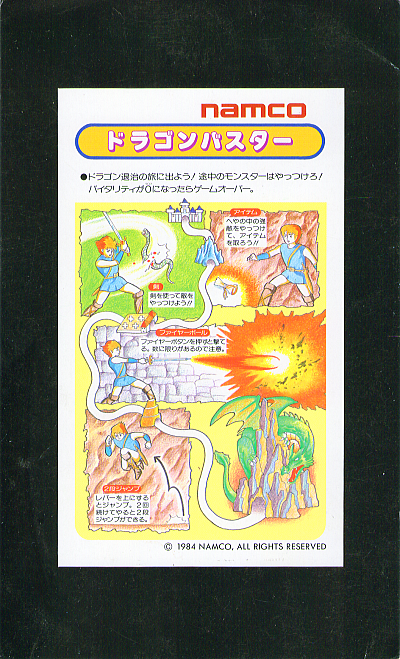 namco
ドラゴンバスター
●ドラゴン退治の旅に出よう！途中のモンスターはやっつけろ！
バイタリティが0になったらゲームオーバー。
アイテム
へやの中の強
敵をやっつけ
て、アイテム
を取ろう!!
剣
剣を使って敵を
やっつけよう!!
ファイヤーボール
ファイヤーボタンを押すと撃て
る。数に限りがあるので注意。
2段ジャンプ
レバーを上にする
とジャンプ。2回
続けてやると2段
ジャンプができる。
© 1984 NAMCO, ALL RIGHTS RESERVED